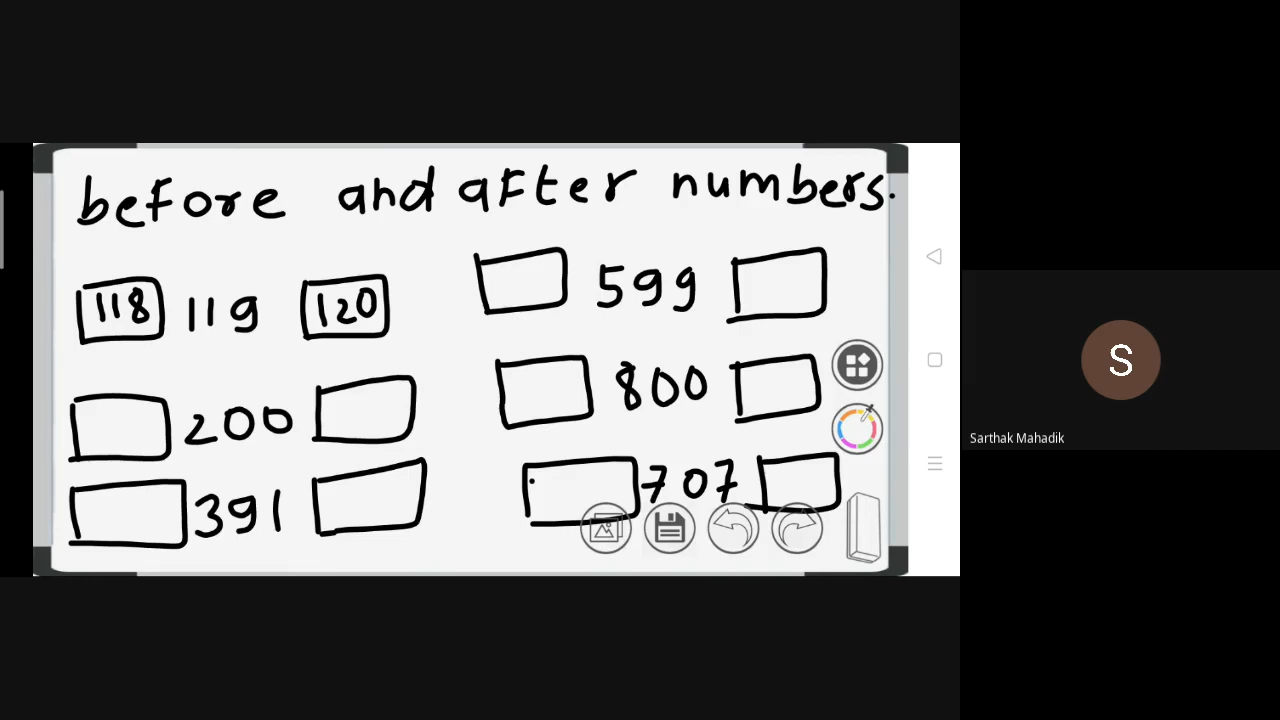 before and after numbers.
118 119 120
599
200
800
391
707
S
Sarthak Mahadik